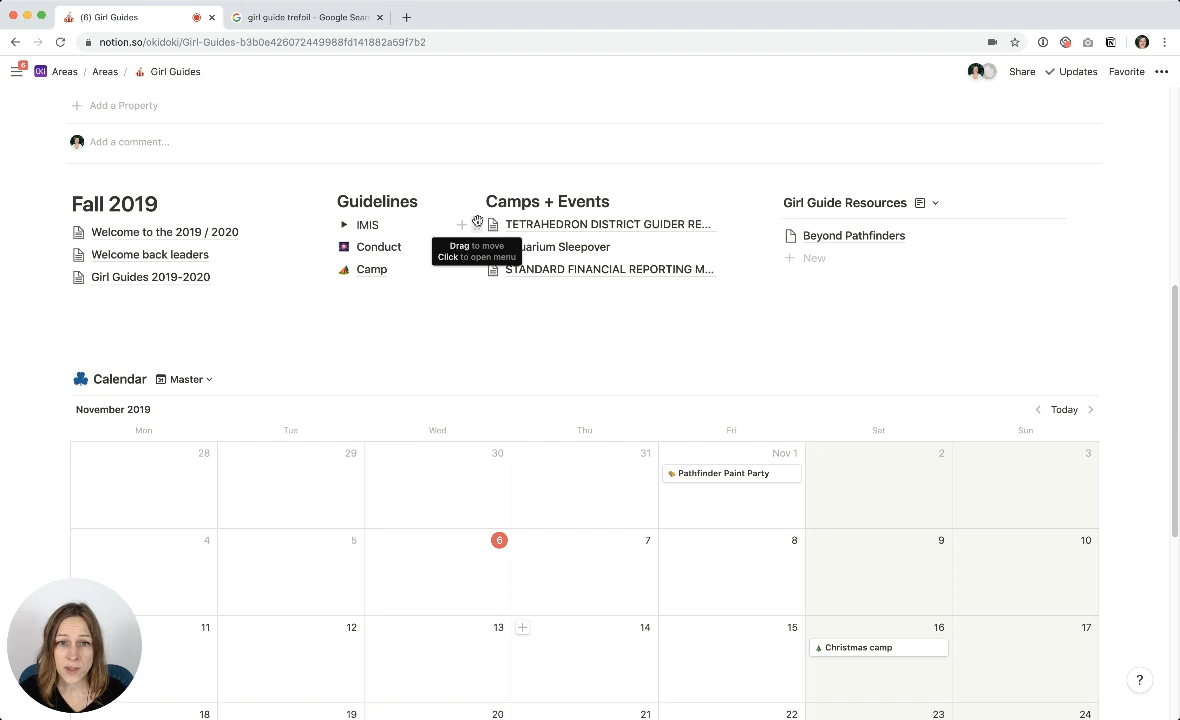 (6) Girl Guides
girl guide trefoil - Google Sear
notion.so/okidoki/Girl-Guides-b3b0e426072449988fd141882a59f7b2
6
Areas / Areas / Girl Guides
Share Updates Favorite
Add a Property
Add a comment...
Fall 2019
Welcome to the 2019 / 2020
Welcome back leaders
Girl Guides 2019-2020
Guidelines
IMIS
Conduct
Camp
Drag to move
Click to open menu
Camps + Events
TETRAHEDRON DISTRICT GUIDER RE...
uarium Sleepover
STANDARD FINANCIAL REPORTING M...
Girl Guide Resources
Beyond Pathfinders
New
Calendar Master
November 2019 Today
Mon Tue Wed Thu Fri Sat Sun
28 29 30 31 Nov 1 2 3
Pathfinder Paint Party
4 5 6 7 8 9 10
11 12 13 14 15 16 17
Christmas camp
18 19 20 21 22 23 24
?